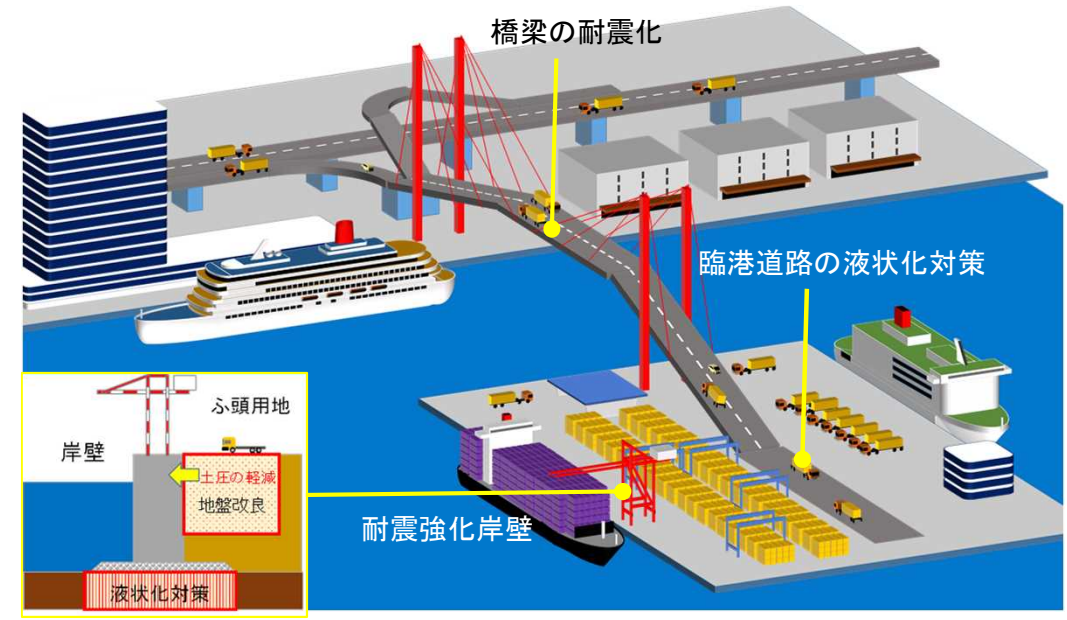 橋梁の耐震化
臨港道路の液状化対策
ふ頭用地
岸壁
土圧の軽減
地盤改良
耐震強化岸壁
液状化対策